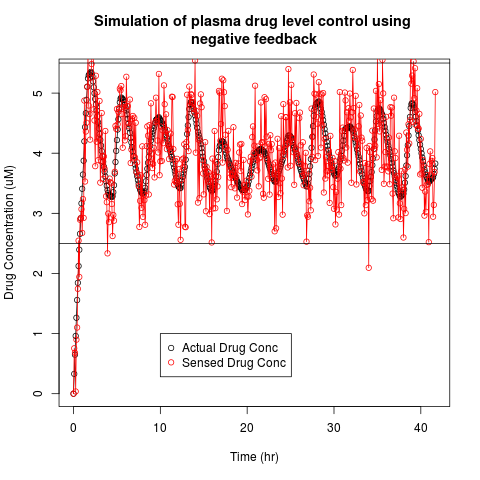 Simulation of plasma drug level control using
negative feedback
Drug Concentration (uM)
5
4
3
2
1
0
Actual Drug Conc
Sensed Drug Conc
0 10 20 30 40
Time (hr)